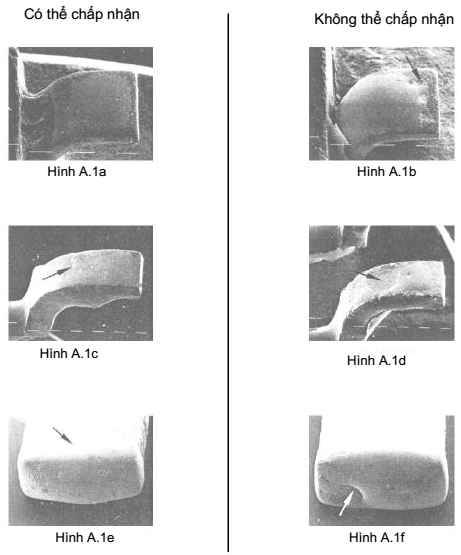 Có thể chấp nhận
Không thể chấp nhận
Hình A.1a
Hình A.1b
Hình A.1c
Hình A.1d
Hình A.1e
Hình A.1f